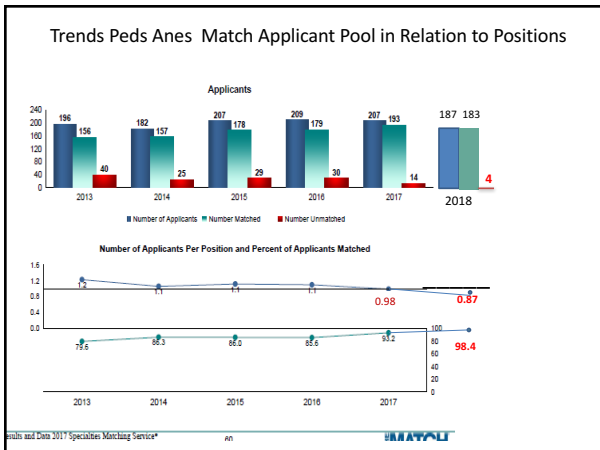 Trends Peds Anes Match Applicant Pool in Relation to Positions
Applicants
240
200
160
120
80
40
0
196 156 40
182 157 25
207 178 29
209 179 30
207 193 14
187 183 4
2013 2014 2015 2016 2017 2018
Number of Applicants Number Matched Number Unmatched
Number of Applicants Per Position and Percent of Applicants Matched
1.6
1.2
0.8
0.4
0.0
1.2 1.1 1.1 1.1 0.98 0.87
100
80
60
40
20
0
79.6 86.3 86.0 85.6 93.2 98.4
2013 2014 2015 2016 2017
esults and Data 2017 Specialties Matching Service* 60 MATCH